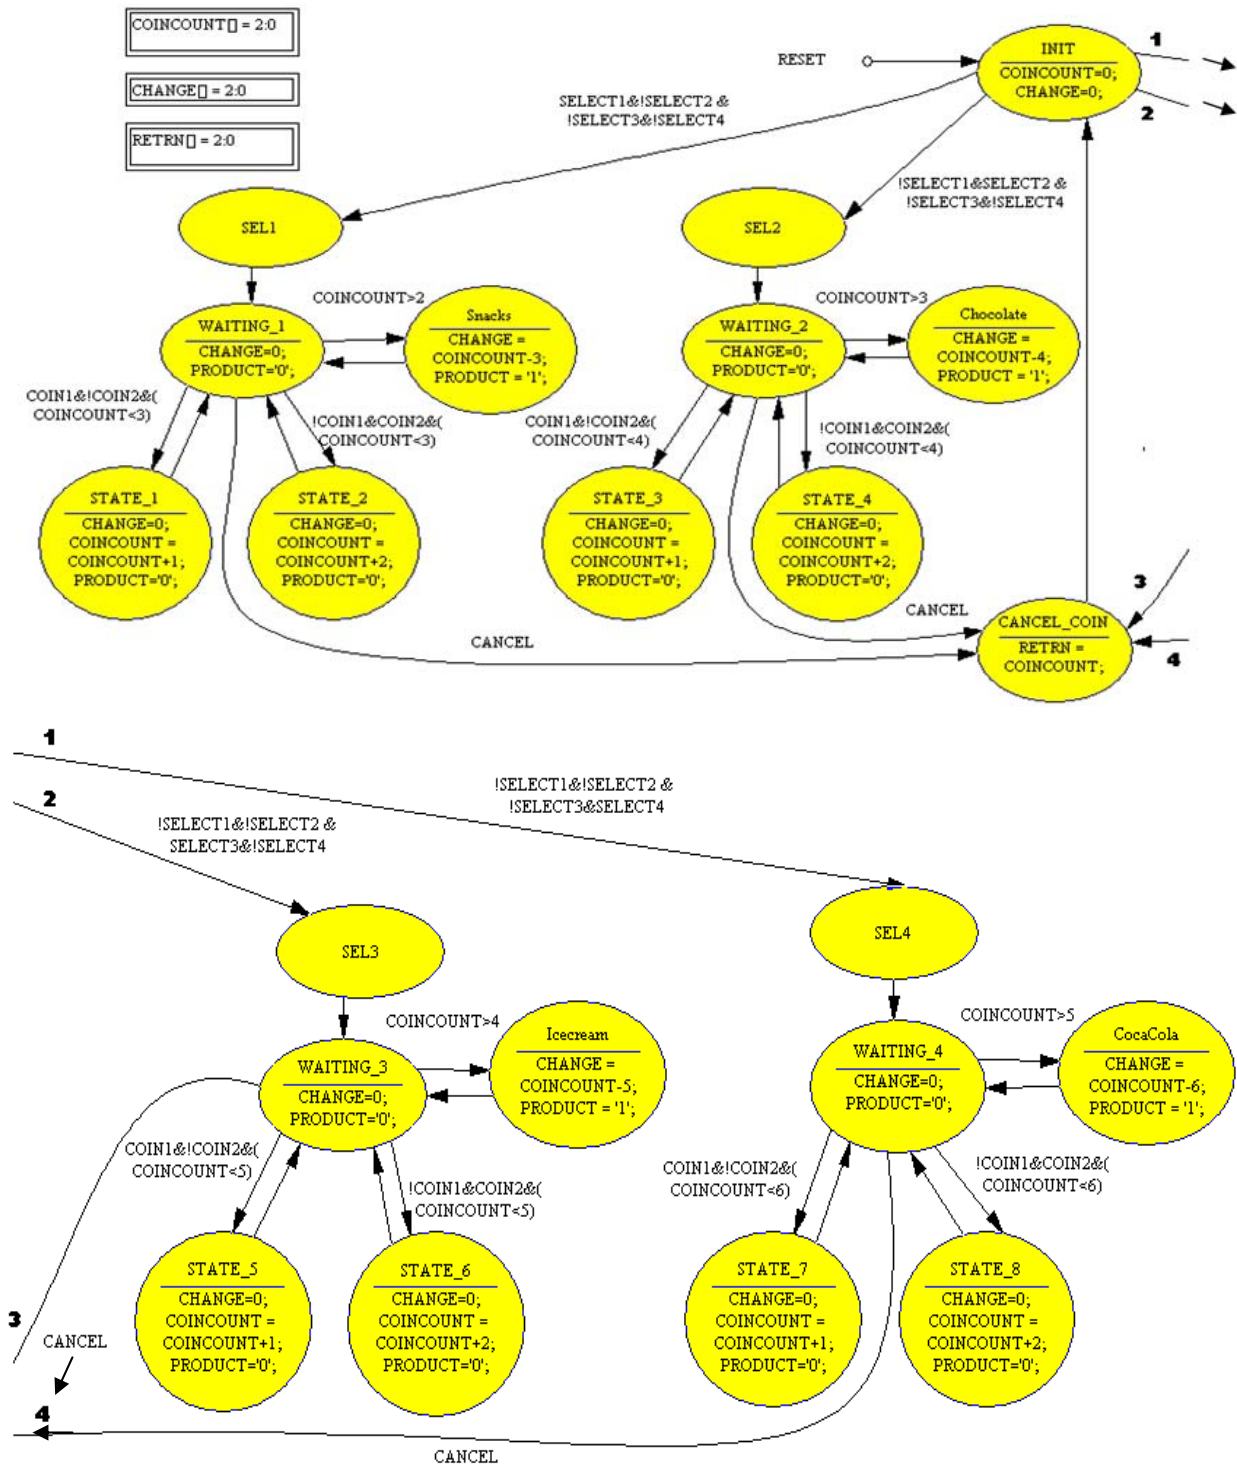 COINCOUNT[] = 2:0
CHANGE[] = 2:0
RETRN[] = 2:0
RESET
INIT
COINCOUNT=0;
CHANGE=0;
1
2
SELECT1&!SELECT2 &
!SELECT3&!SELECT4
!SELECT1&SELECT2 &
!SELECT3&!SELECT4
SEL1
SEL2
WAITING_1
CHANGE=0;
PRODUCT='0';
COINCOUNT>2
Snacks
CHANGE =
COINCOUNT-3;
PRODUCT = '1';
WAITING_2
CHANGE=0;
PRODUCT='0';
COINCOUNT>3
Chocolate
CHANGE =
COINCOUNT-4;
PRODUCT = '1';
COIN1&!COIN2&(
COINCOUNT<3)
!COIN1&COIN2&(
COINCOUNT<3)
COIN1&!COIN2&(
COINCOUNT<4)
!COIN1&COIN2&(
COINCOUNT<4)
STATE_1
CHANGE=0;
COINCOUNT =
COINCOUNT+1;
PRODUCT='0';
STATE_2
CHANGE=0;
COINCOUNT =
COINCOUNT+2;
PRODUCT='0';
STATE_3
CHANGE=0;
COINCOUNT =
COINCOUNT+1;
PRODUCT='0';
STATE_4
CHANGE=0;
COINCOUNT =
COINCOUNT+2;
PRODUCT='0';
CANCEL
CANCEL
3
CANCEL_COIN
RETRN =
COINCOUNT;
4
1
!SELECT1&!SELECT2 &
!SELECT3&SELECT4
2
!SELECT1&!SELECT2 &
SELECT3&!SELECT4
SEL3
SEL4
WAITING_3
CHANGE=0;
PRODUCT='0';
COINCOUNT>4
Icecream
CHANGE =
COINCOUNT-5;
PRODUCT = '1';
WAITING_4
CHANGE=0;
PRODUCT='0';
COINCOUNT>5
CocaCola
CHANGE =
COINCOUNT-6;
PRODUCT = '1';
COIN1&!COIN2&(
COINCOUNT<5)
!COIN1&COIN2&(
COINCOUNT<5)
COIN1&!COIN2&(
COINCOUNT<6)
!COIN1&COIN2&(
COINCOUNT<6)
STATE_5
CHANGE=0;
COINCOUNT =
COINCOUNT+1;
PRODUCT='0';
STATE_6
CHANGE=0;
COINCOUNT =
COINCOUNT+2;
PRODUCT='0';
STATE_7
CHANGE=0;
COINCOUNT =
COINCOUNT+1;
PRODUCT='0';
STATE_8
CHANGE=0;
COINCOUNT =
COINCOUNT+2;
PRODUCT='0';
3
CANCEL
4
CANCEL